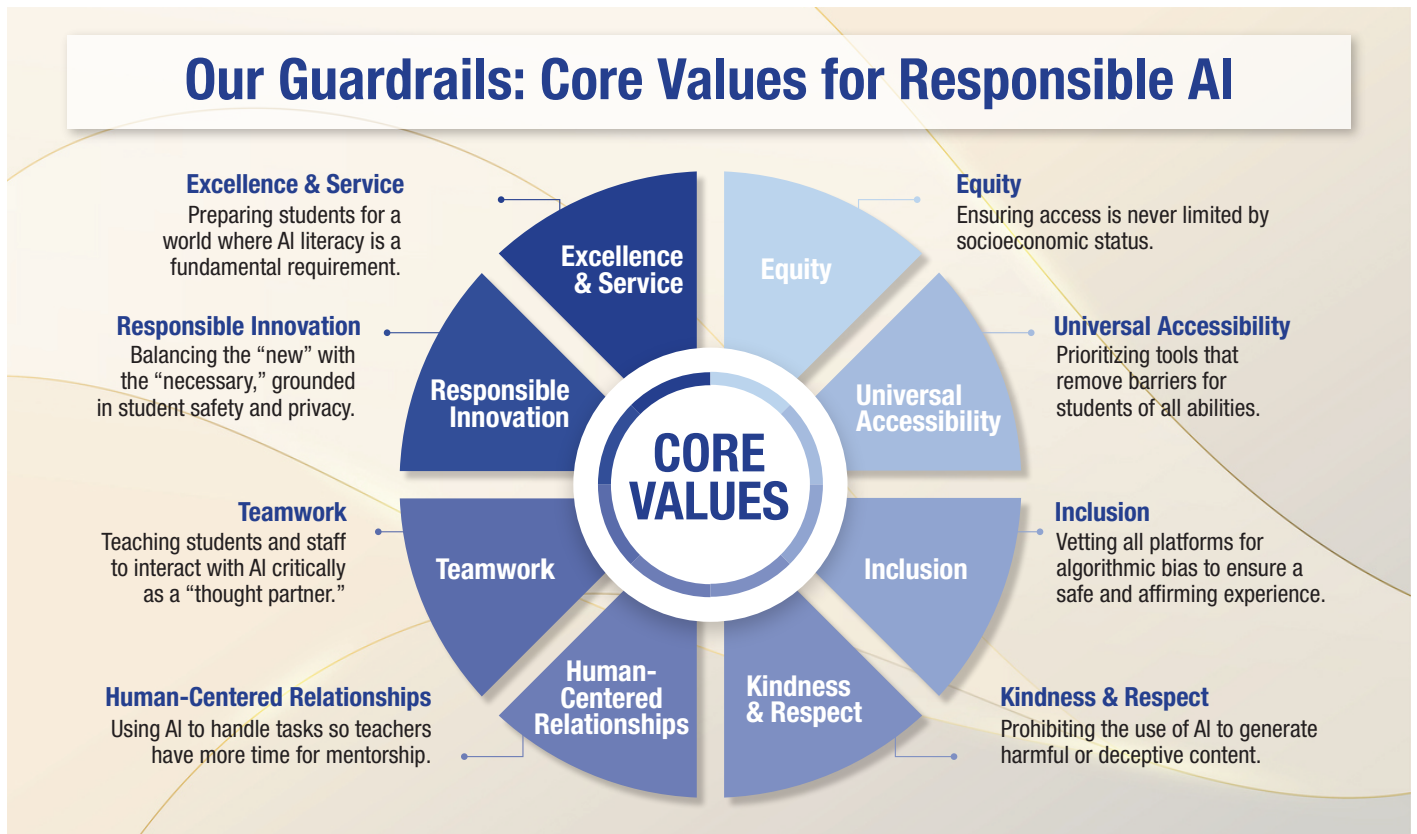 Our Guardrails: Core Values for Responsible AI
Excellence & Service
Preparing students for a
world where AI literacy is a
fundamental requirement.
Responsible Innovation
Balancing the “new” with
the “necessary,” grounded
in student safety and privacy.
Teamwork
Teaching students and staff
to interact with AI critically
as a “thought partner.”
Human-Centered Relationships
Using AI to handle tasks so teachers
have more time for mentorship.
Excellence
& Service
Equity
Responsible
Innovation
Universal
Accessibility
CORE
VALUES
Teamwork
Inclusion
Human-
Centered
Relationships
Kindness
& Respect
Equity
Ensuring access is never limited by
socioeconomic status.
Universal Accessibility
Prioritizing tools that
remove barriers for
students of all abilities.
Inclusion
Vetting all platforms for
algorithmic bias to ensure a
safe and affirming experience.
Kindness & Respect
Prohibiting the use of AI to generate
harmful or deceptive content.